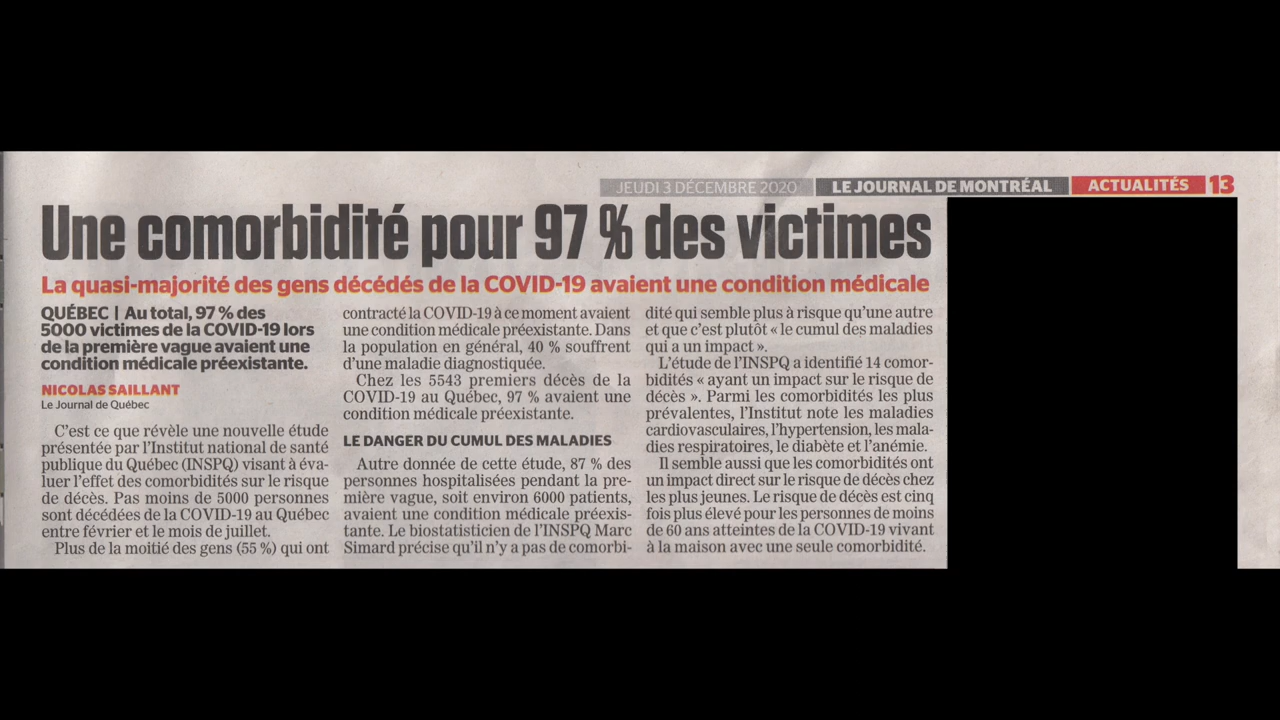 JEUDI 3 DÉCEMBRE 2020 LE JOURNAL DE MONTRÉAL ACTUALITÉS 13
Une comorbidité pour 97 % des victimes
La quasi-majorité des gens décédés de la COVID-19 avaient une condition médicale
QUÉBEC | Au total, 97 % des
5000 victimes de la COVID-19 lors
de la première vague avaient une
condition médicale préexistante.
NICOLAS SAILLANT
Le Journal de Québec
C'est ce que révèle une nouvelle étude
présentée par l'Institut national de santé
publique du Québec (INSPQ) visant à éva-
luer l'effet des comorbidités sur le risque
de décès. Pas moins de 5000 personnes
sont décédées de la COVID-19 au Québec
entre février et le mois de juillet.
Plus de la moitié des gens (55 %) qui ont
contracté la COVID-19 à ce moment avaient
une condition médicale préexistante. Dans
la population en général, 40 % souffrent
d'une maladie diagnostiquée.
Chez les 5543 premiers décès de la
COVID-19 au Québec, 97 % avaient une
condition médicale préexistante.
LE DANGER DU CUMUL DES MALADIES
Autre donnée de cette étude, 87 % des
personnes hospitalisées pendant la pre-
mière vague, soit environ 6000 patients,
avaient une condition médicale préexis-
tante. Le biostatisticien de l'INSPQ Marc
Simard précise qu'il n'y a pas de comorbi-
dité qui semble plus à risque qu'une autre
et que c'est plutôt « le cumul des maladies
qui a un impact ».
L'étude de l'INSPQ a identifié 14 comor-
bidités « ayant un impact sur le risque de
décès ». Parmi les comorbidités les plus
prévalentes, l'Institut note les maladies
cardiovasculaires, l'hypertension, les mala-
dies respiratoires, le diabète et l'anémie.
Il semble aussi que les comorbidités ont
un impact direct sur le risque de décès chez
les plus jeunes. Le risque de décès est cinq
fois plus élevé pour les personnes de moins
de 60 ans atteintes de la COVID-19 vivant
à la maison avec une seule comorbidité.